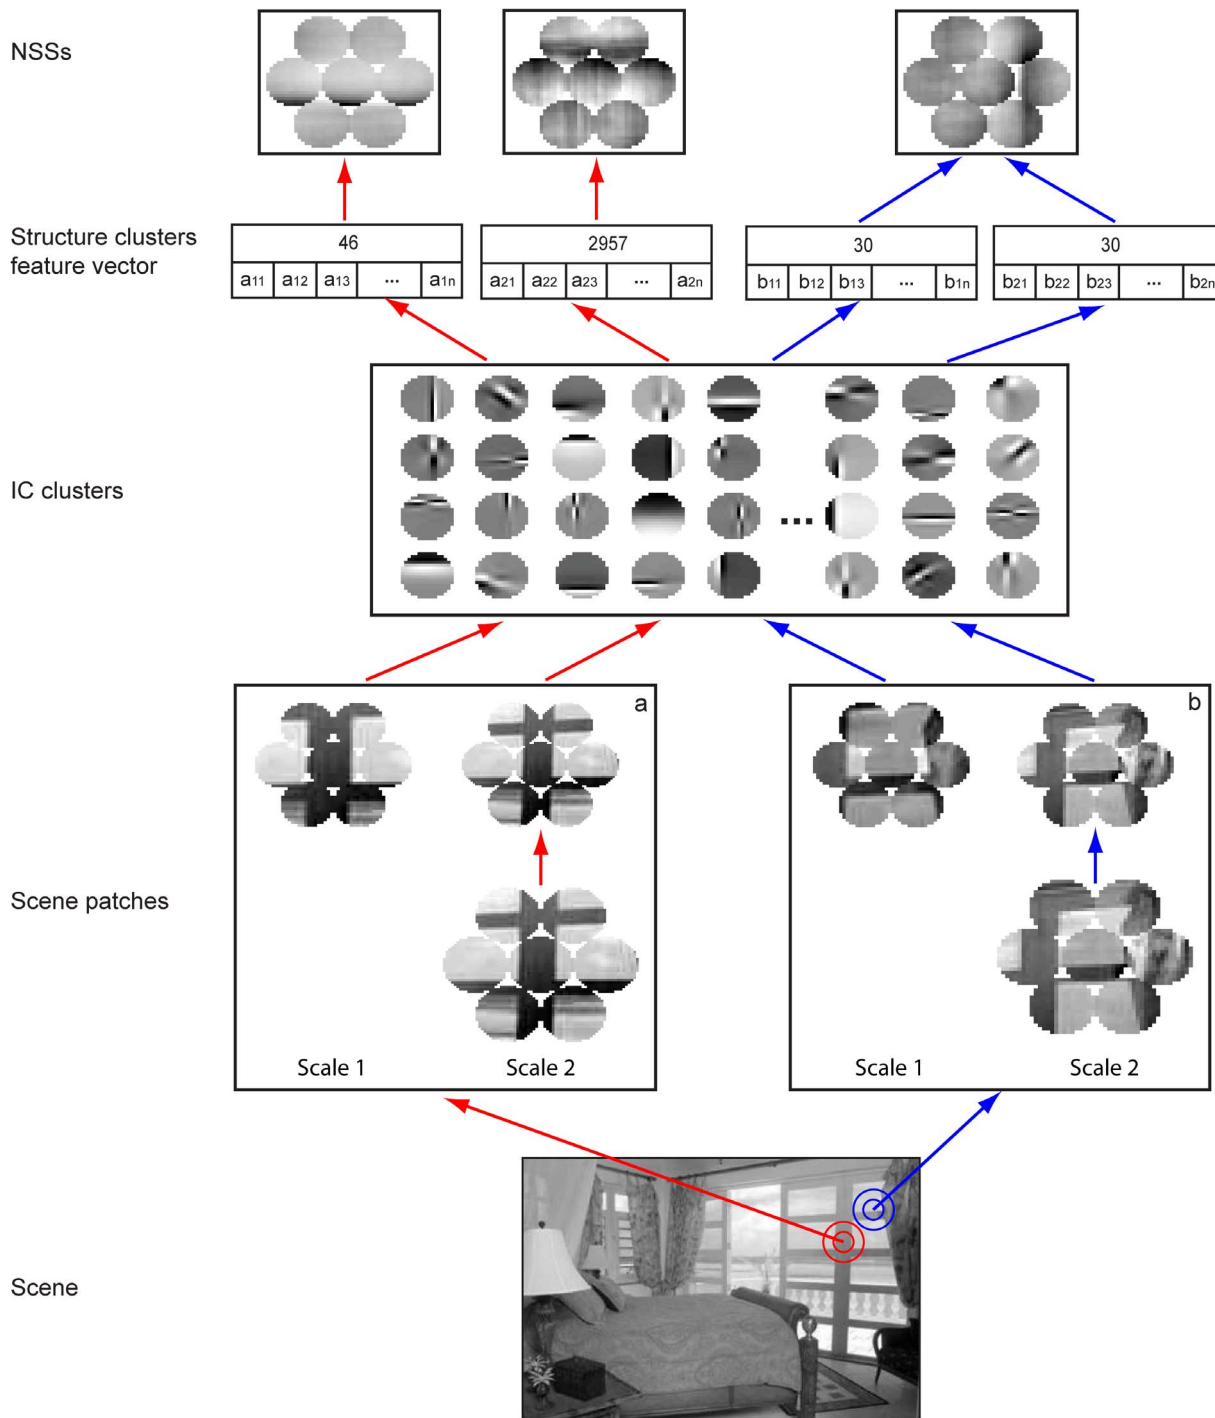 NSSs
Structure clusters
feature vector
46
a11 a12 a13 ... a1n
2957
a21 a22 a23 ... a2n
30
b11 b12 b13 ... b1n
30
b21 b22 b23 ... b2n
IC clusters
...
a
b
Scene patches
Scale 1
Scale 2
Scale 1
Scale 2
Scene